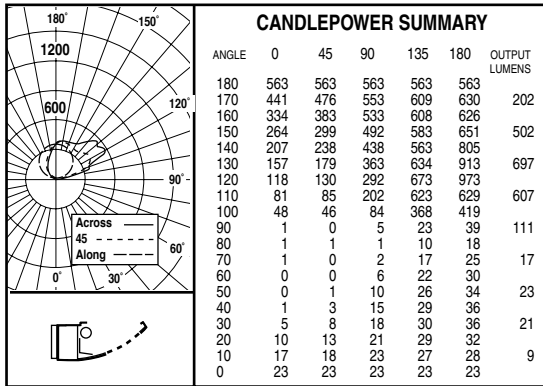 180° 150°
1200
600
120°
90°
60°
30°
0°
Across
45
Along
CANDLEPOWER SUMMARY
ANGLE 0 45 90 135 180 OUTPUT
LUMENS
180 563 563 563 563 563
170 441 476 553 609 630 202
160 334 383 533 608 626
150 264 299 492 583 651 502
140 207 238 438 563 805
130 157 179 363 634 913 697
120 118 130 292 673 973
110 81 85 202 623 629 607
100 48 46 84 368 419
90 1 0 5 23 39 111
80 1 1 1 10 18
70 1 0 2 17 25 17
60 0 0 6 22 30
50 0 1 10 26 34 23
40 1 3 15 29 36
30 5 8 18 30 36 21
20 10 13 21 29 32
10 17 18 23 27 28 9
0 23 23 23 23 23